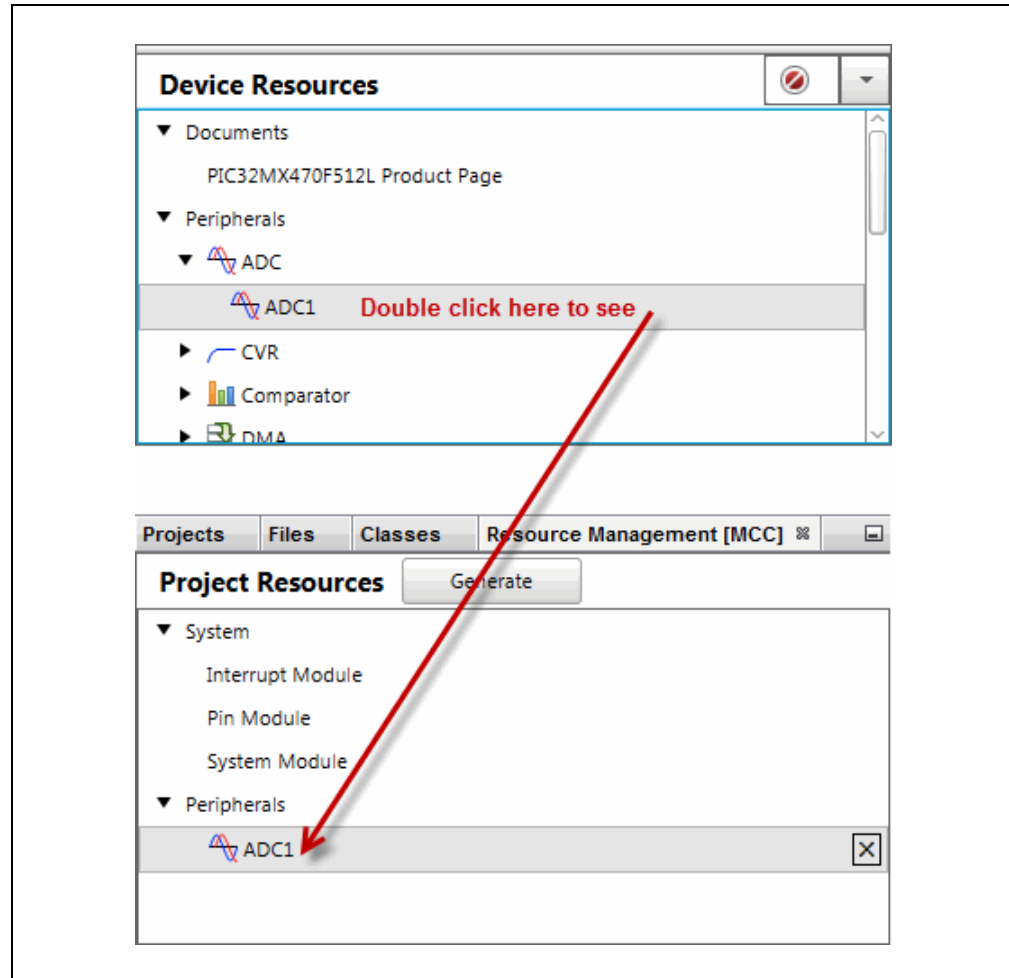 Device Resources
Documents
PIC32MX470F512L Product Page
Peripherals
ADC
ADC1 Double click here to see
CVR
Comparator
DMA
Projects Files Classes Resource Management [MCC]
Project Resources Generate
System
Interrupt Module
Pin Module
System Module
Peripherals
ADC1